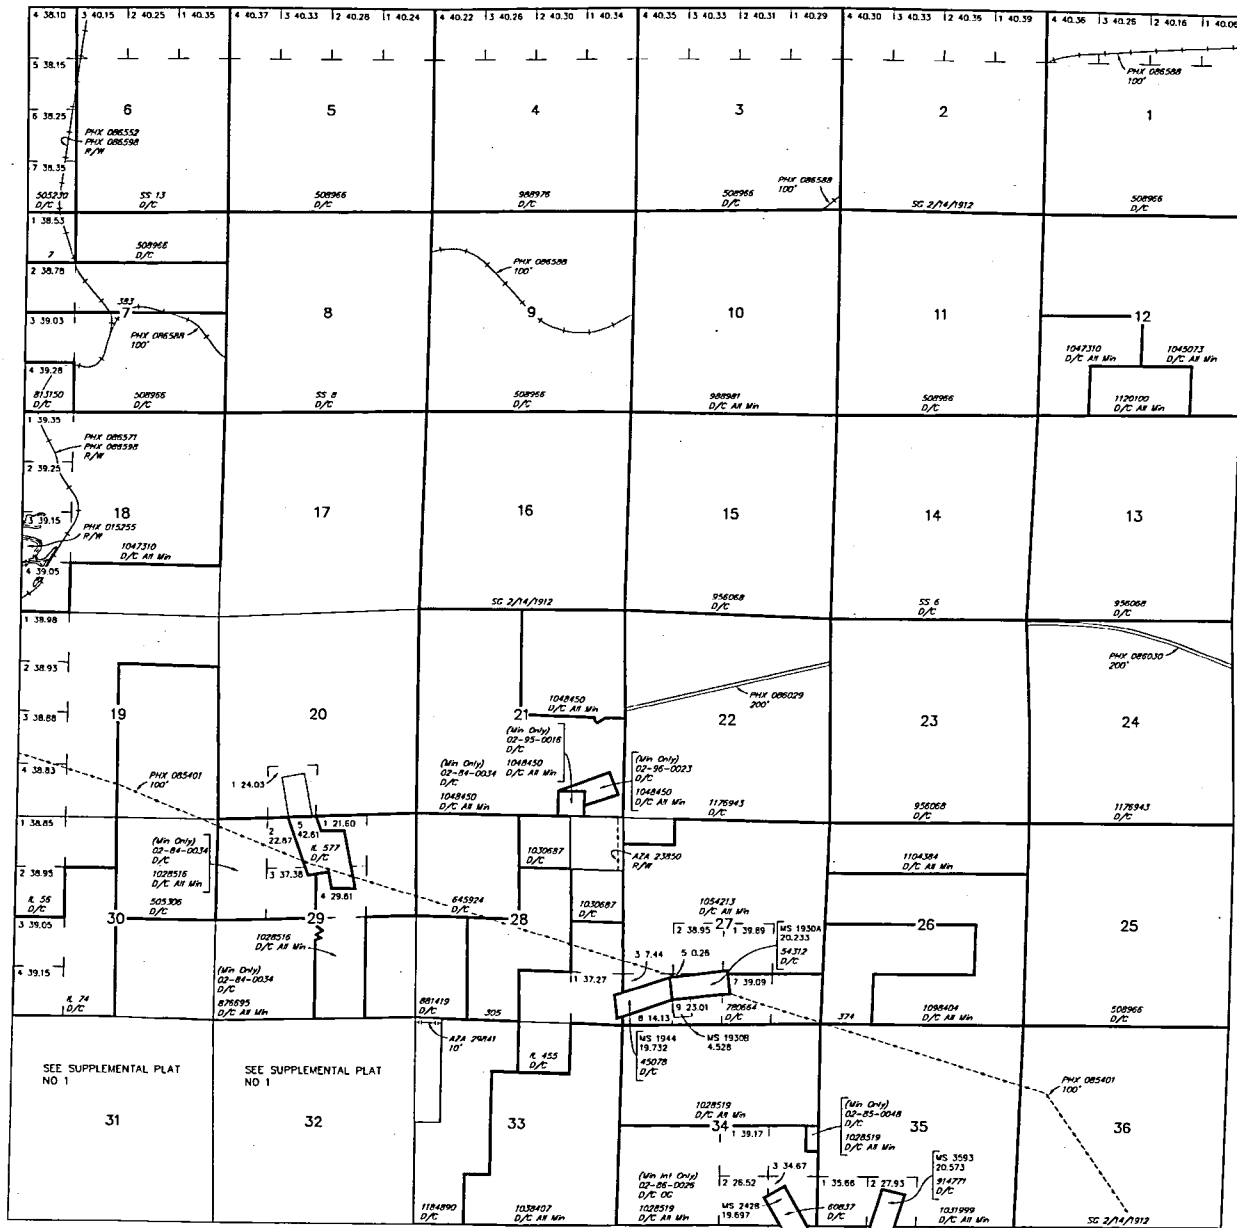 4 38.10 3 40.15 2 40.25 1 40.35
4 40.37 3 40.33 2 40.28 1 40.24
4 40.22 3 40.26 2 40.30 1 40.34
4 40.29
4 40.30 3 40.33 2 40.35 1 40.39
4 40.36 3 40.26 2 40.16 1 40.06
5 38.15
6 38.25
7 38.35
6
PHX 086552
PHX 086598
R/W
505230
D/C
SS 13
D/C
5
508966
D/C
4
988976
D/C
3
508966
D/C
PHX 086588
100'
2
SG 2/14/1912
PHX 086588
100'
1
508966
D/C
1 38.53
7
2 38.78
3 39.03
4 39.28
813150
D/C
508966
D/C
383
7
PHX 086588
100'
508966
D/C
8
SS 8
D/C
PHX 086588
100'
9
508966
D/C
10
988981
D/C All Min
11
508966
D/C
12
1047310
D/C All Min
1045073
D/C All Min
1120100
D/C All Min
1 39.35
2 39.25
3 39.15
4 39.05
PHX 086571
PHX 086598
R/W
18
PHX 015255
R/W
1047310
D/C All Min
17
16
SG 2/14/1912
15
956068
D/C
14
SS 6
D/C
13
956068
D/C
1 38.98
2 38.93
3 38.88
4 38.83
19
PHX 085401
100'
20
1 24.03
21
1048450
D/C All Min
(Min Only)
02-95-0016
D/C
1048450
D/C All Min
(Min Only)
02-84-0034
D/C
1048450
D/C All Min
(Min Only)
02-96-0023
D/C
1048450
D/C All Min
22
PHX 086029
200'
1176943
D/C
23
956068
D/C
24
PHX 086030
200'
1176943
D/C
1 38.85
2 38.95
3 39.05
4 39.15
IL 56
D/C
30
IL 74
D/C
(Min Only)
02-84-0034
D/C
1028516
D/C All Min
505306
D/C
2
22.87
5
42.61
1 21.60
IL 577
D/C
3 37.38
4 29.61
29
1028516
D/C All Min
(Min Only)
02-84-0034
D/C
876695
D/C All Min
645924
D/C
28
1030687
D/C
1030687
D/C
AZA 23850
R/W
881419
D/C
305
1 37.27
1054213
D/C All Min
27
2 38.95 1 39.89
3 7.44
5 0.26
7 39.09
8 14.13
9 23.01
780664
D/C
MS 1930A
20.233
54312
D/C
MS 1930B
4.528
MS 1944
19.732
45078
D/C
1104384
D/C All Min
26
374
1098404
D/C All Min
25
508966
D/C
SEE SUPPLEMENTAL PLAT
NO 1
31
SEE SUPPLEMENTAL PLAT
NO 1
32
AZA 29841
10'
IL 455
D/C
33
1184890
D/C
1038407
D/C All Min
1028519
D/C All Min
34
1 39.17
(Min Only)
02-85-0048
D/C
1028519
D/C All Min
(Min Int Only)
02-86-0026
D/C OG
1028519
D/C All Min
2 26.52
3 34.67
MS 2428
19.697
60837
D/C
35
1 35.66
2 27.93
MS 3593
20.573
914771
D/C
1031999
D/C All Min
PHX 085401
100'
36
SG 2/14/1912